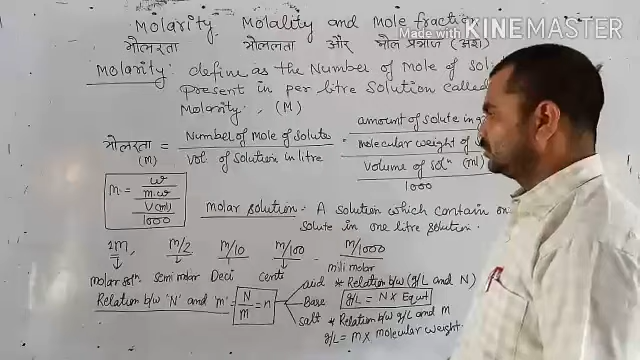 Molarity, Molality and Mole fraction
Made with KINEMASTER
मोलरता मोललता और मोल प्रभाज (अंश)
Molarity: define as the Number of Mole of
present in per litre Solution called
Molarity. (M)
मोलरता (M) = Number of mole of solute / Vol. of solution in litre
amount of solute in
molecular weight of
Volume of solⁿ (ml)
1000
M = w / m.w / V(ml) / 1000
molar solution - A solution which contain
solute in one litre solution.
1M, M/2 M/10 M/100 - M/1000
molar solⁿ. Semi molar Deci Centi mili molar
Relation b/w 'N' and 'm' = N/m = n
acid
Base
salt
* Relation b/w (g/L and N)
g/L = N × Eq.wt
* Relation b/w g/L and M
g/L = M × molecular weight.